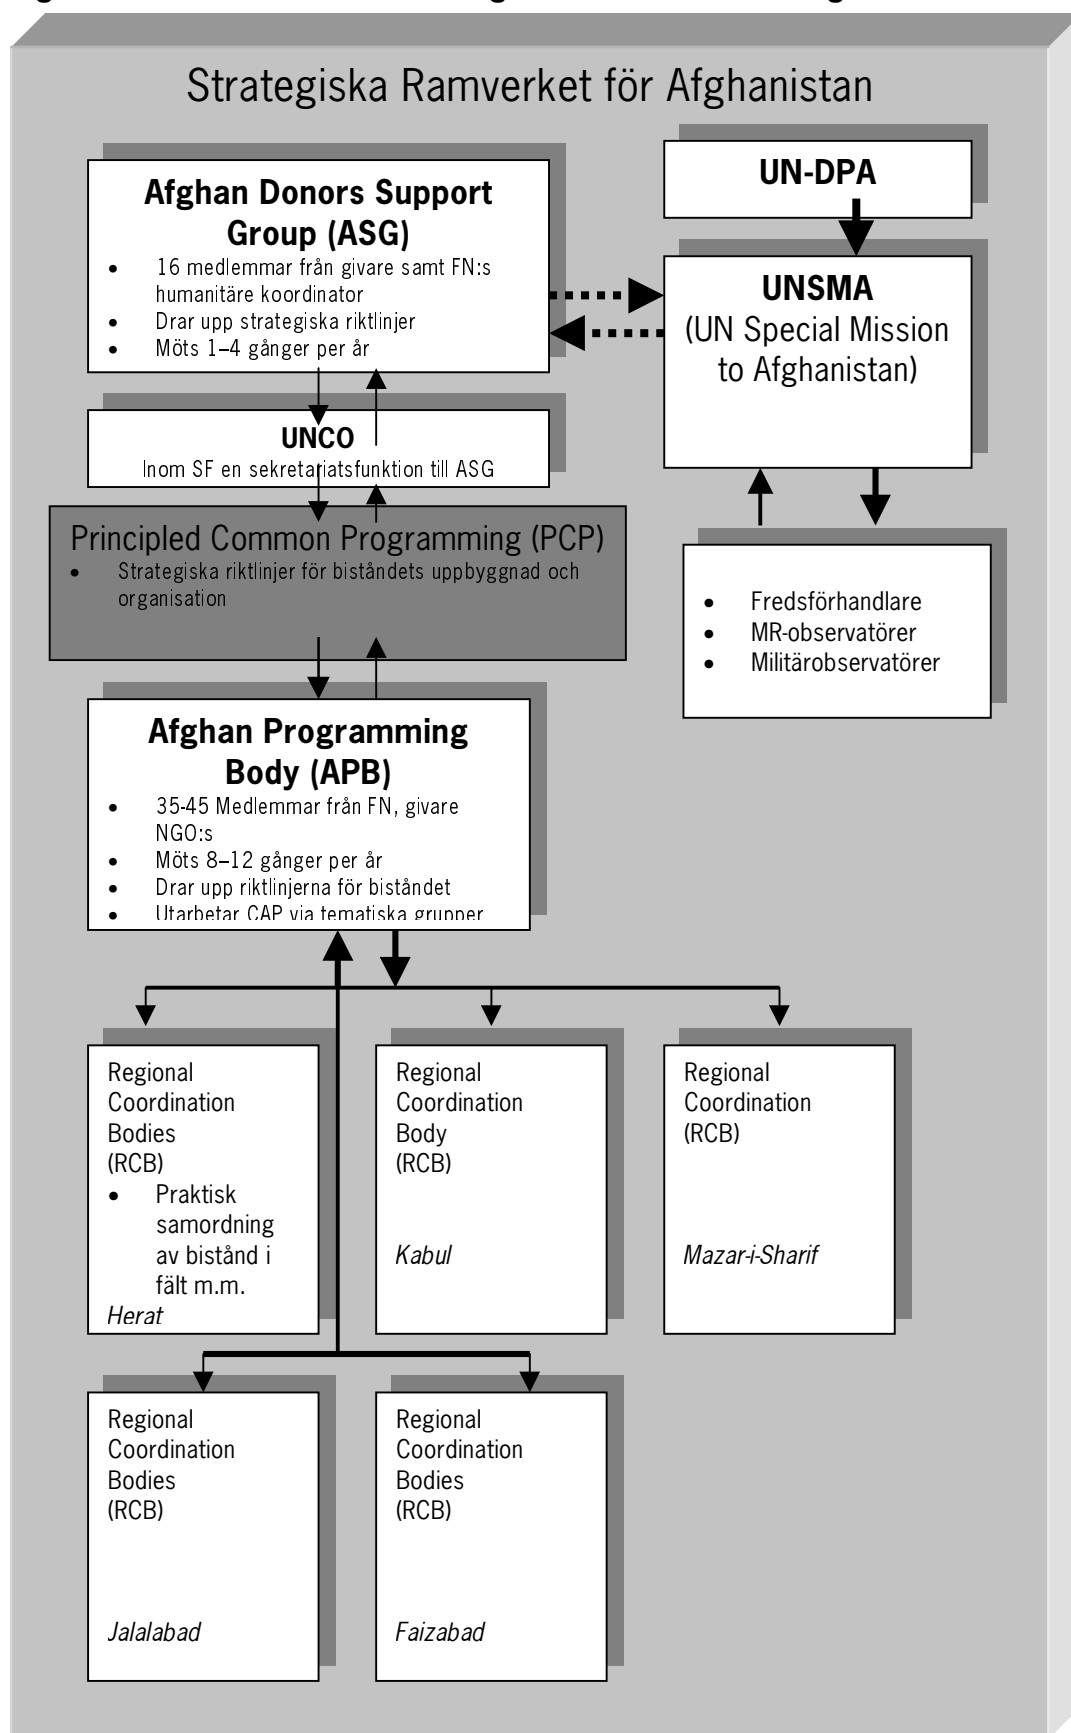 Strategiska Ramverket för Afghanistan
Afghan Donors Support
Group (ASG)
• 16 medlemmar från givare samt FN:s
humanitäre koordinator
• Drar upp strategiska riktlinjer
• Möts 1–4 gånger per år
UN-DPA
UNSMA
(UN Special Mission
to Afghanistan)
UNCO
Inom SF en sekretariatsfunktion till ASG
Principled Common Programming (PCP)
• Strategiska riktlinjer för biståndets uppbyggnad och
organisation
• Fredsförhandlare
• MR-observatörer
• Militärobservatörer
Afghan Programming
Body (APB)
• 35-45 Medlemmar från FN, givare
NGO:s
• Möts 8–12 gånger per år
• Drar upp riktlinjerna för biståndet
• Utarbetar CAP via tematiska grupper
Regional
Coordination
Bodies
(RCB)
• Praktisk
samordning
av bistånd i
fält m.m.
Herat
Regional
Coordination
Body
(RCB)
Kabul
Regional
Coordination
(RCB)
Mazar-i-Sharif
Regional
Coordination
Bodies
(RCB)
Jalalabad
Regional
Coordination
Bodies
(RCB)
Faizabad